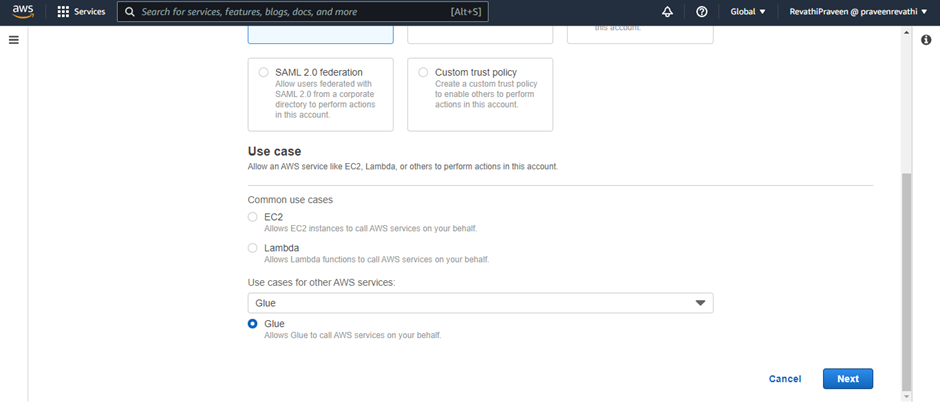 aws Services Search for services, features, blogs, docs, and more [Alt+S] Global RevathiPraveen @ praveenrevathi
this account.
SAML 2.0 federation
Allow users federated with
SAML 2.0 from a corporate
directory to perform actions
in this account.
Custom trust policy
Create a custom trust policy
to enable others to perform
actions in this account.
Use case
Allow an AWS service like EC2, Lambda, or others to perform actions in this account.
Common use cases
EC2
Allows EC2 instances to call AWS services on your behalf.
Lambda
Allows Lambda functions to call AWS services on your behalf.
Use cases for other AWS services:
Glue
Glue
Allows Glue to call AWS services on your behalf.
Cancel Next